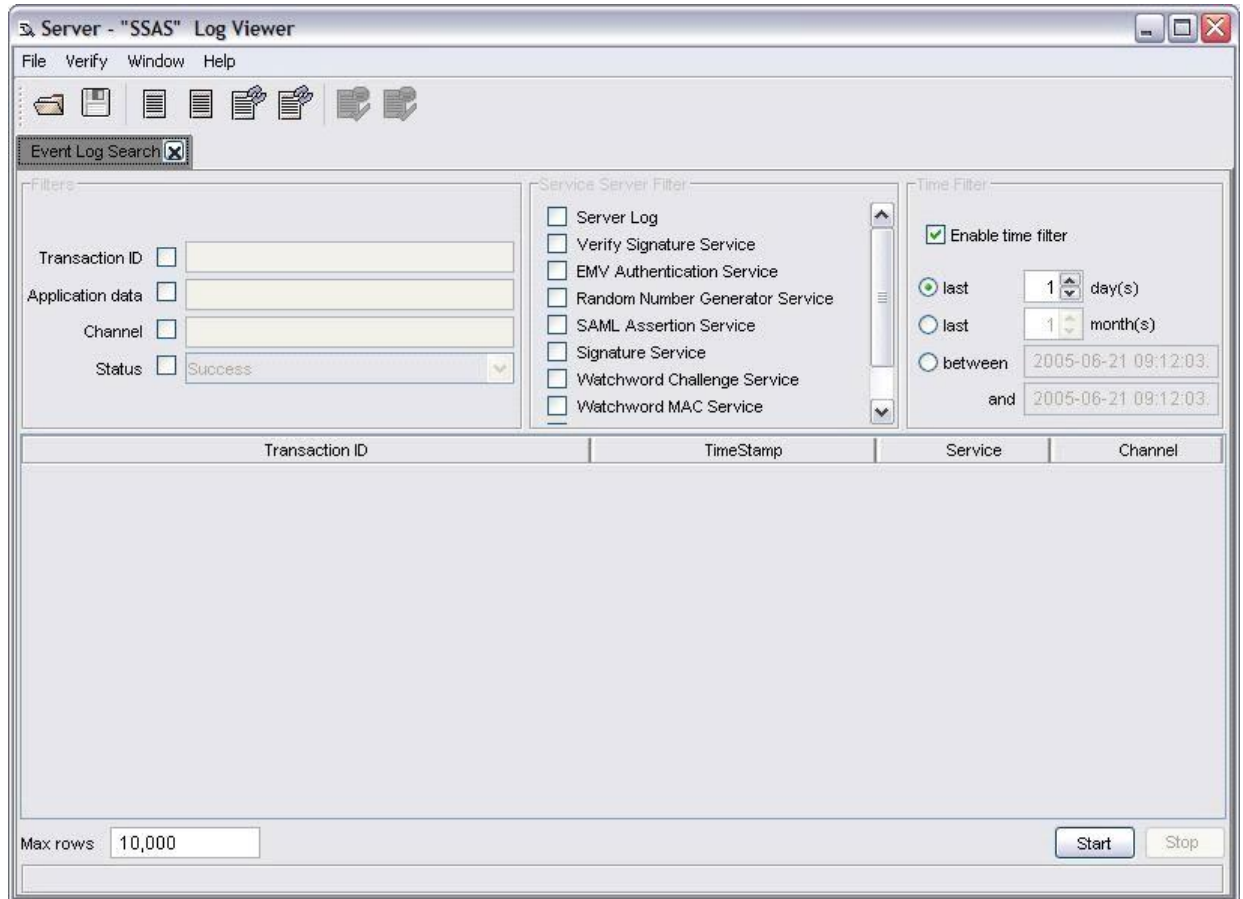 Server - "SSAS" Log Viewer
File Verify Window Help
Event Log Search
Filters
Transaction ID
Application data
Channel
Status Success
Service Server Filter
Server Log
Verify Signature Service
EMV Authentication Service
Random Number Generator Service
SAML Assertion Service
Signature Service
Watchword Challenge Service
Watchword MAC Service
Time Filter
Enable time filter
last 1 day(s)
last 1 month(s)
between 2005-06-21 09:12:03.
and 2005-06-21 09:12:03.
Transaction ID TimeStamp Service Channel
Max rows 10,000 Start Stop